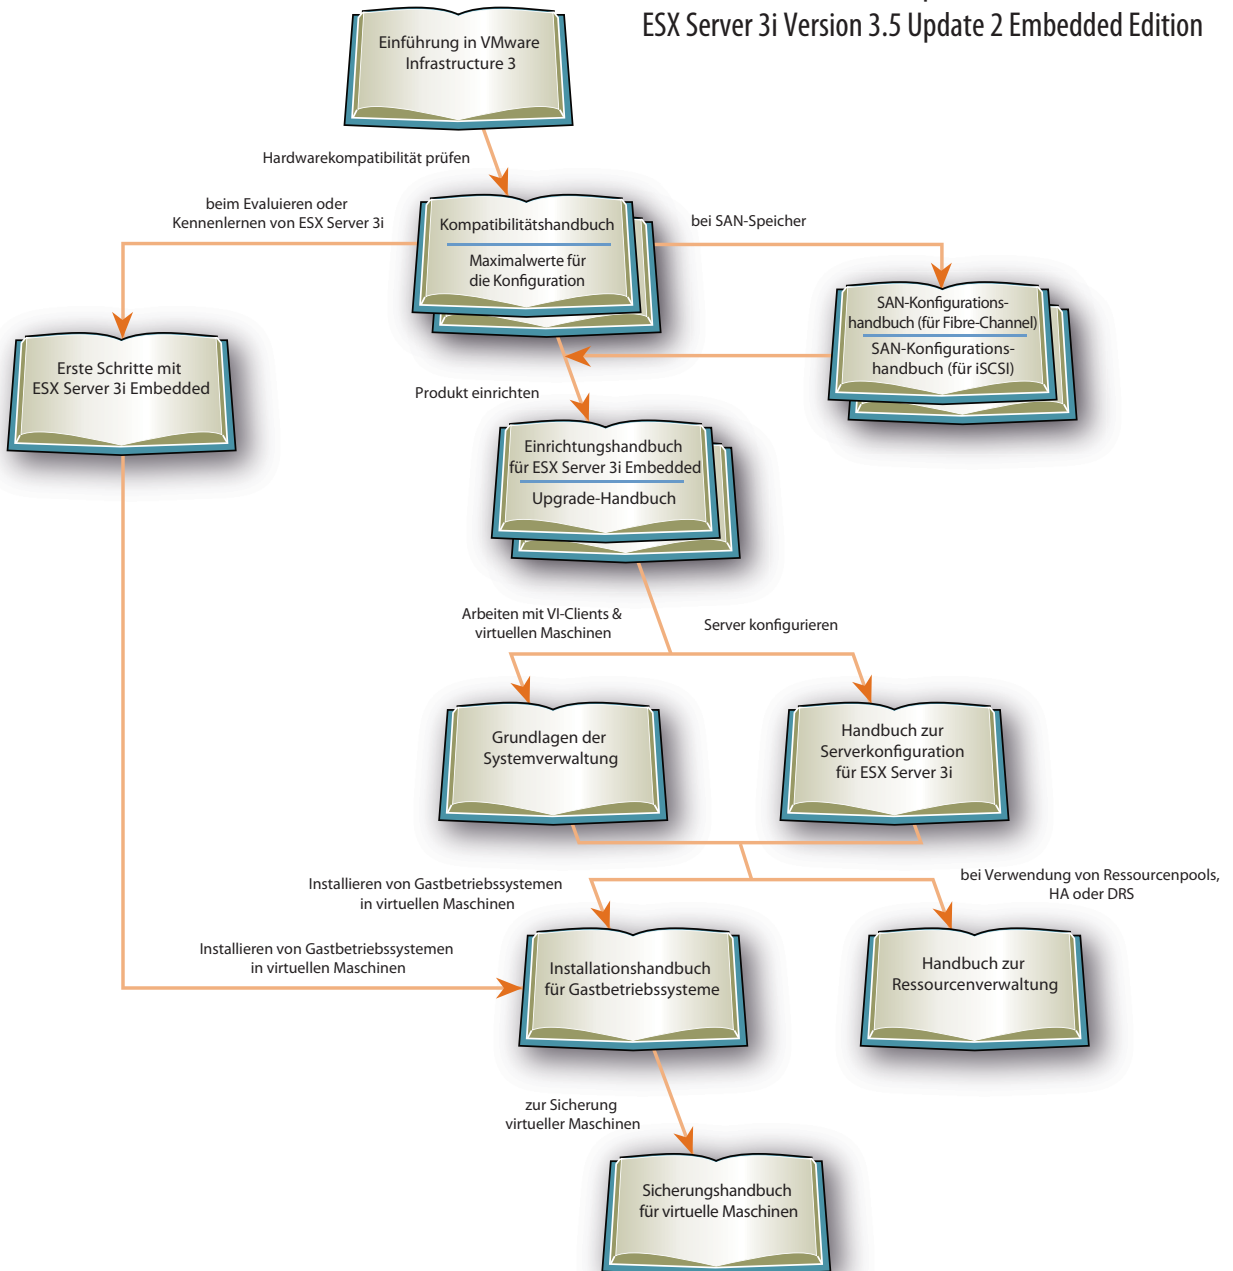 ESX Server 3i Version 3.5 Update 2 Embedded Edition
Einführung in VMware
Infrastructure 3
Hardwarekompatibilität prüfen
beim Evaluieren oder
Kennenlernen von ESX Server 3i
Kompatibilitätshandbuch
Maximalwerte für
die Konfiguration
bei SAN-Speicher
SAN-Konfigurations-
handbuch (für Fibre-Channel)
SAN-Konfigurations-
handbuch (für iSCSI)
Erste Schritte mit
ESX Server 3i Embedded
Produkt einrichten
Einrichtungshandbuch
für ESX Server 3i Embedded
Upgrade-Handbuch
Arbeiten mit VI-Clients &
virtuellen Maschinen
Server konfigurieren
Grundlagen der
Systemverwaltung
Handbuch zur
Serverkonfiguration
für ESX Server 3i
Installieren von Gastbetriebssystemen
in virtuellen Maschinen
bei Verwendung von Ressourcenpools,
HA oder DRS
Installieren von Gastbetriebssystemen
in virtuellen Maschinen
Installationshandbuch
für Gastbetriebssysteme
Handbuch zur
Ressourcenverwaltung
zur Sicherung
virtueller Maschinen
Sicherungshandbuch
für virtuelle Maschinen